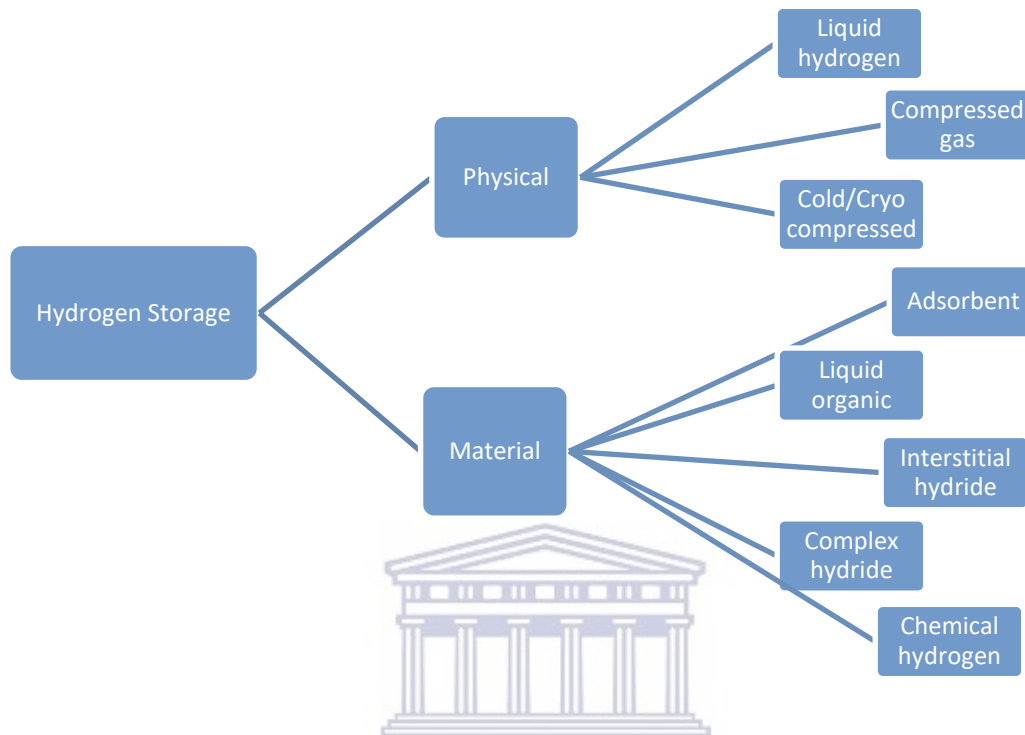 Hydrogen Storage
Physical
Liquid
hydrogen
Compressed
gas
Cold/Cryo
compressed
Material
Adsorbent
Liquid
organic
Interstitial
hydride
Complex
hydride
Chemical
hydrogen